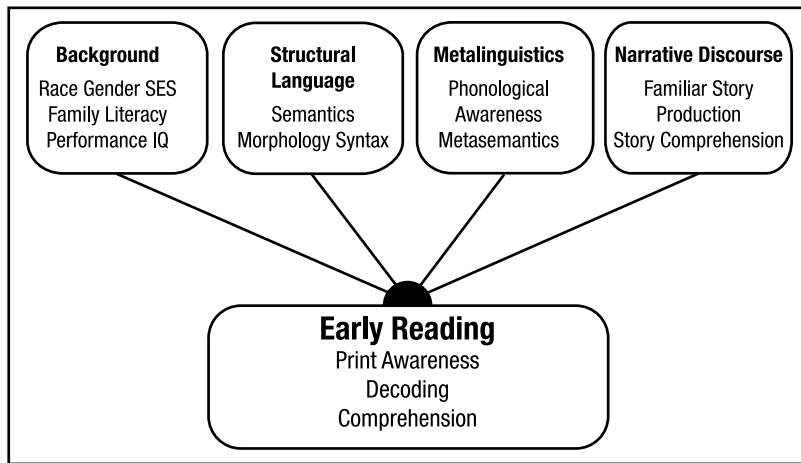 Background
Race Gender SES
Family Literacy
Performance IQ
Structural
Language
Semantics
Morphology Syntax
Metalinguistics
Phonological
Awareness
Metasemantics
Narrative Discourse
Familiar Story
Production
Story Comprehension
Early Reading
Print Awareness
Decoding
Comprehension